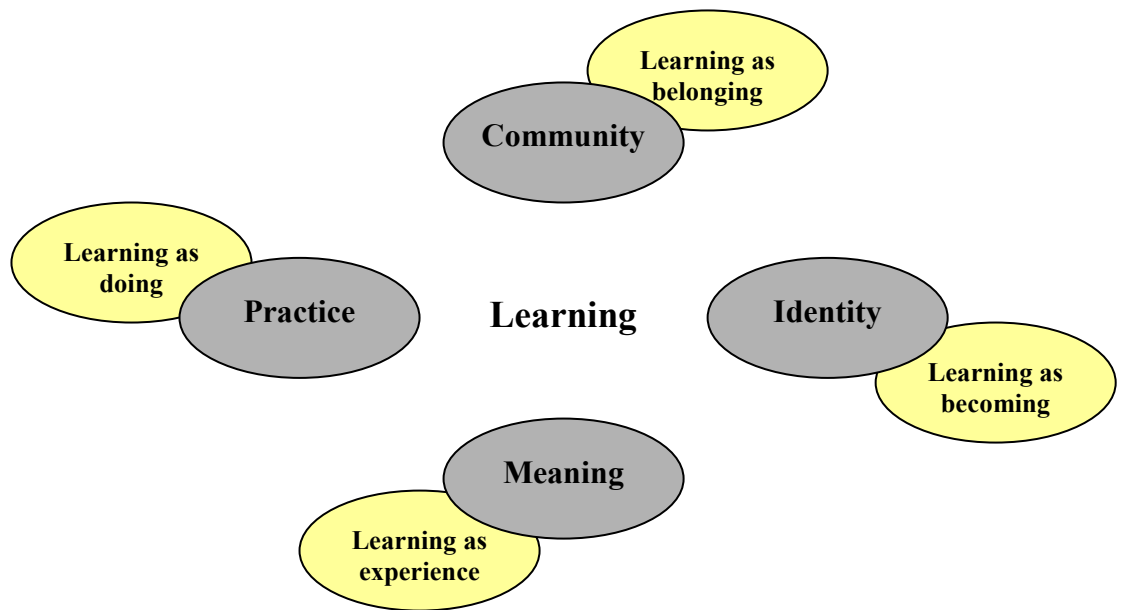 Learning as
belonging
Community
Learning as
doing
Practice
Learning
Identity
Learning as
becoming
Meaning
Learning as
experience